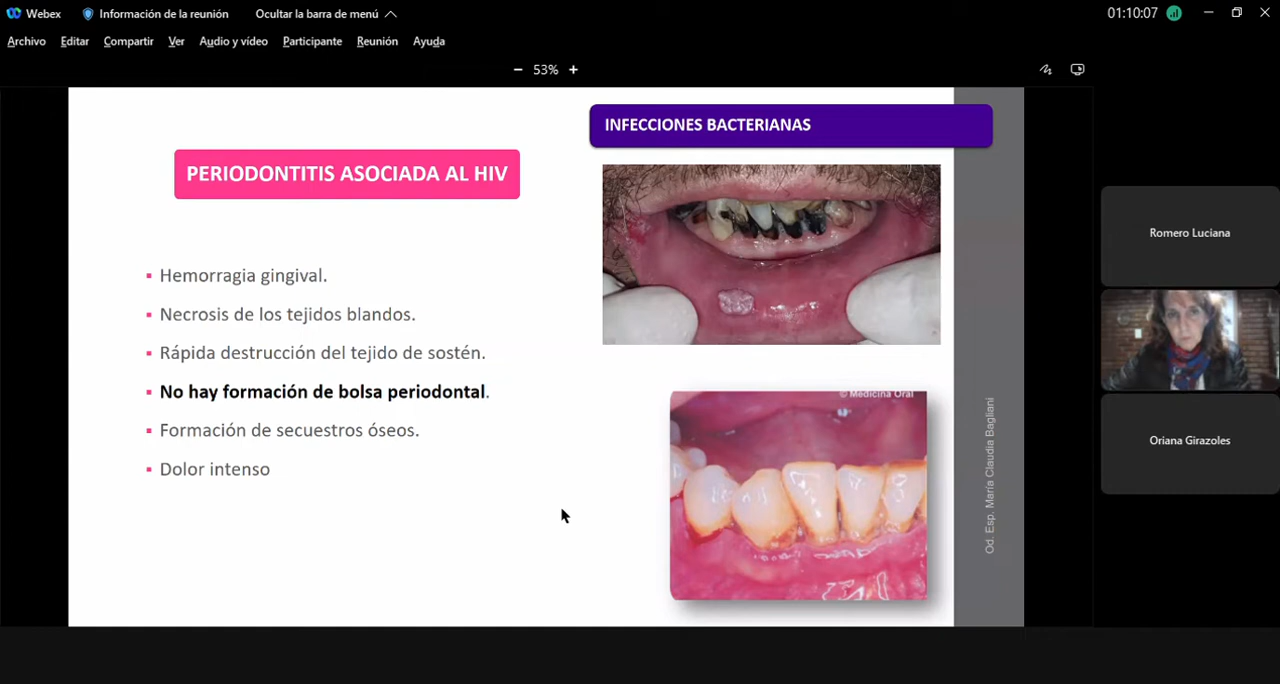 Webex Información de la reunión Ocultar la barra de menú 01:10:07
Archivo Editar Compartir Ver Audio y vídeo Participante Reunión Ayuda
53%
INFECCIONES BACTERIANAS
PERIODONTITIS ASOCIADA AL HIV
Hemorragia gingival.
Necrosis de los tejidos blandos.
Rápida destrucción del tejido de sostén.
No hay formación de bolsa periodontal.
Formación de secuestros óseos.
Dolor intenso
© Medicina Oral
Od. Esp. María Claudia Bagliani
Romero Luciana
Oriana Girazoles